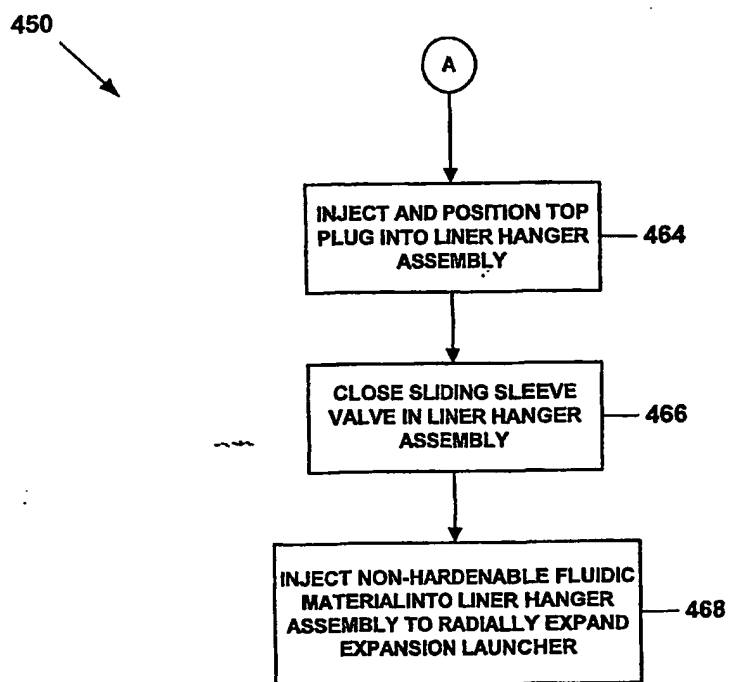 450
A
INJECT AND POSITION TOP
PLUG INTO LINER HANGER
ASSEMBLY
464
CLOSE SLIDING SLEEVE
VALVE IN LINER HANGER
ASSEMBLY
466
INJECT NON-HARDENABLE FLUIDIC
MATERIALINTO LINER HANGER
ASSEMBLY TO RADIALLY EXPAND
EXPANSION LAUNCHER
468